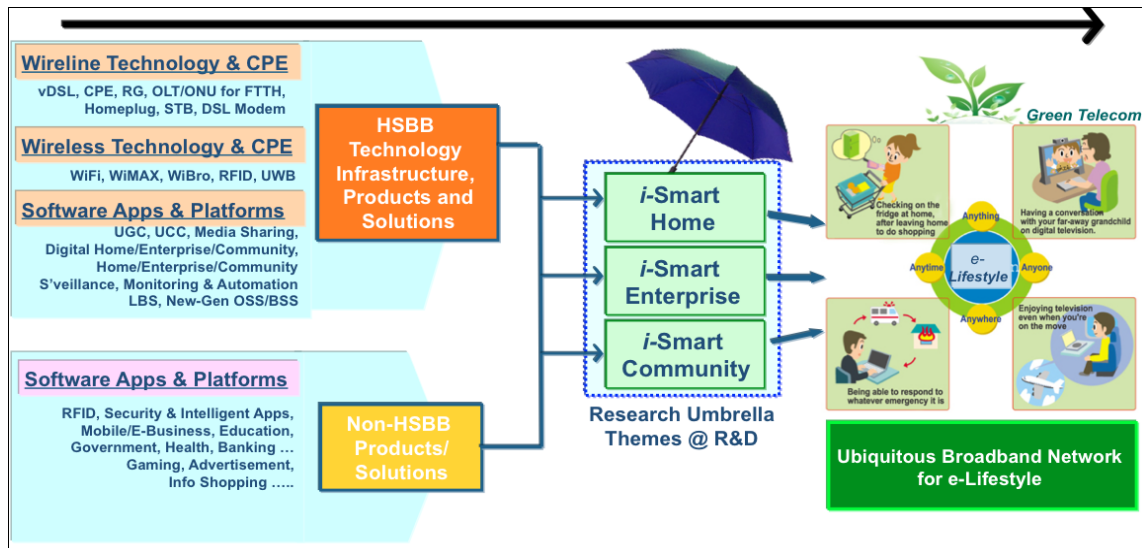 Wireline Technology & CPE
vDSL, CPE, RG, OLT/ONU for FTTH,
Homeplug, STB, DSL Modem
Wireless Technology & CPE
WiFi, WiMAX, WiBro, RFID, UWB
Software Apps & Platforms
UGC, UCC, Media Sharing,
Digital Home/Enterprise/Community,
Home/Enterprise/Community
S'veillance, Monitoring & Automation
LBS, New-Gen OSS/BSS
Software Apps & Platforms
RFID, Security & Intelligent Apps,
Mobile/E-Business, Education,
Government, Health, Banking …
Gaming, Advertisement,
Info Shopping …..
HSBB
Technology
Infrastructure,
Products and
Solutions
Non-HSBB
Products/
Solutions
i-Smart
Home
i-Smart
Enterprise
i-Smart
Community
Research Umbrella
Themes @ R&D
Green Telecom
Checking on the
fridge at home,
after leaving home
to do shopping
Having a conversation
with your far-away grandchild
on digital television.
Anything
Anytime
e-
Lifestyle
Anyone
Anywhere
Being able to respond to
whatever emergency it is
Enjoying television
even when you're
on the move
Ubiquitous Broadband Network
for e-Lifestyle